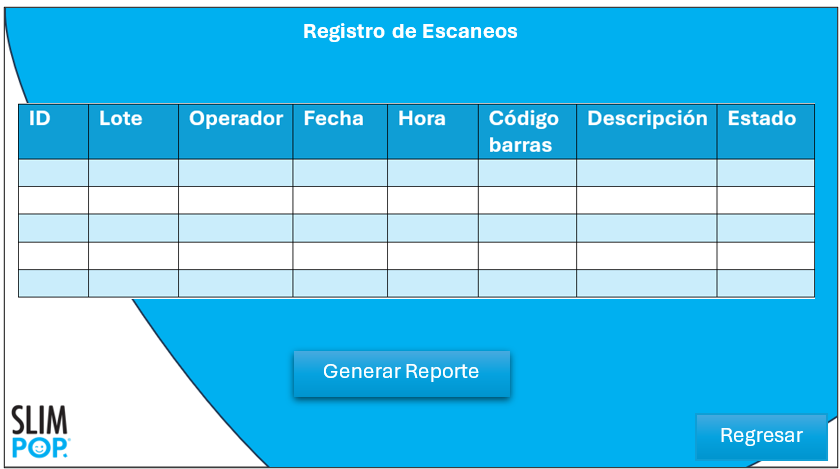 Registro de Escaneos
ID Lote Operador Fecha Hora Código barras Descripción Estado
Generar Reporte
SLIM
POP.
Regresar